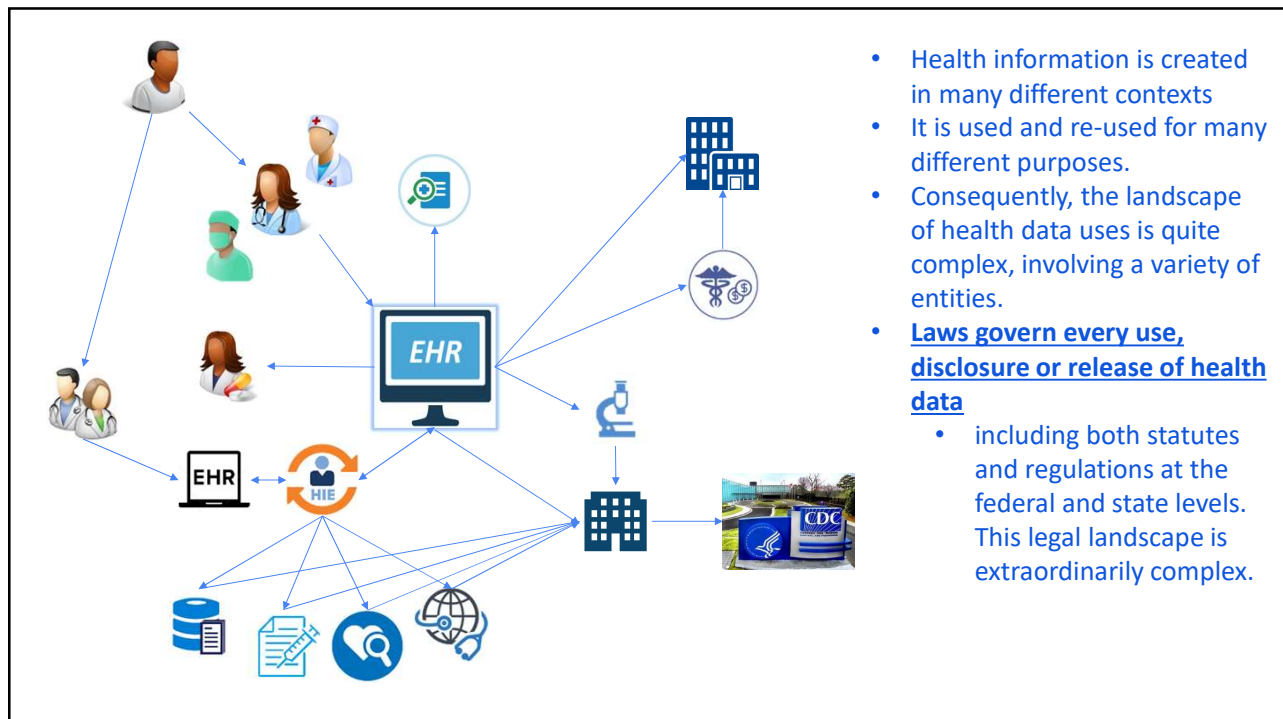 EHR
EHR
HIE
CDC
• Health information is created
in many different contexts
• It is used and re-used for many
different purposes.
• Consequently, the landscape
of health data uses is quite
complex, involving a variety of
entities.
• Laws govern every use,
disclosure or release of health
data
• including both statutes
and regulations at the
federal and state levels.
This legal landscape is
extraordinarily complex.